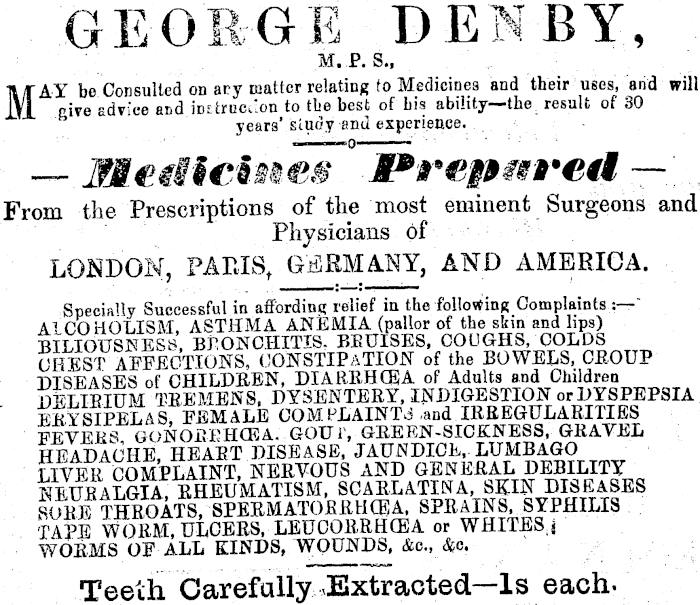 GEORGE DENBY,
M. P. S.,
MAY be Consulted on any matter relating to Medicines and their uses, and will
give advice and instruction to the best of his ability—the result of 30
years' study and experience.
— Medicines Prepared —
From the Prescriptions of the most eminent Surgeons and
Physicians of
LONDON, PARIS, GERMANY, AND AMERICA.
Specially Successful in affording relief in the following Complaints :—
ALCOHOLISM, ASTHMA ANEMIA (pallor of the skin and lips)
BILIOUSNESS, BRONCHITIS. BRUISES, COUGHS, COLDS
CHEST AFFECTIONS, CONSTIPATION of the BOWELS, CROUP
DISEASES of CHILDREN, DIARRHŒA of Adults and Children
DELIRIUM TREMENS, DYSENTERY, INDIGESTION or DYSPEPSIA
ERYSIPELAS, FEMALE COMPLAINTS and IRREGULARITIES
FEVERS, GONORRHŒA. GOUT, GREEN-SICKNESS, GRAVEL
HEADACHE, HEART DISEASE, JAUNDICE, LUMBAGO
LIVER COMPLAINT, NERVOUS AND GENERAL DEBILITY
NEURALGIA, RHEUMATISM, SCARLATINA, SKIN DISEASES
SORE THROATS, SPERMATORRHŒA, SPRAINS, SYPHILIS
TAPE WORM, ULCERS, LEUCORRHŒA or WHITES,
WORMS OF ALL KINDS, WOUNDS, &c., &c.
Teeth Carefully Extracted—1s each.